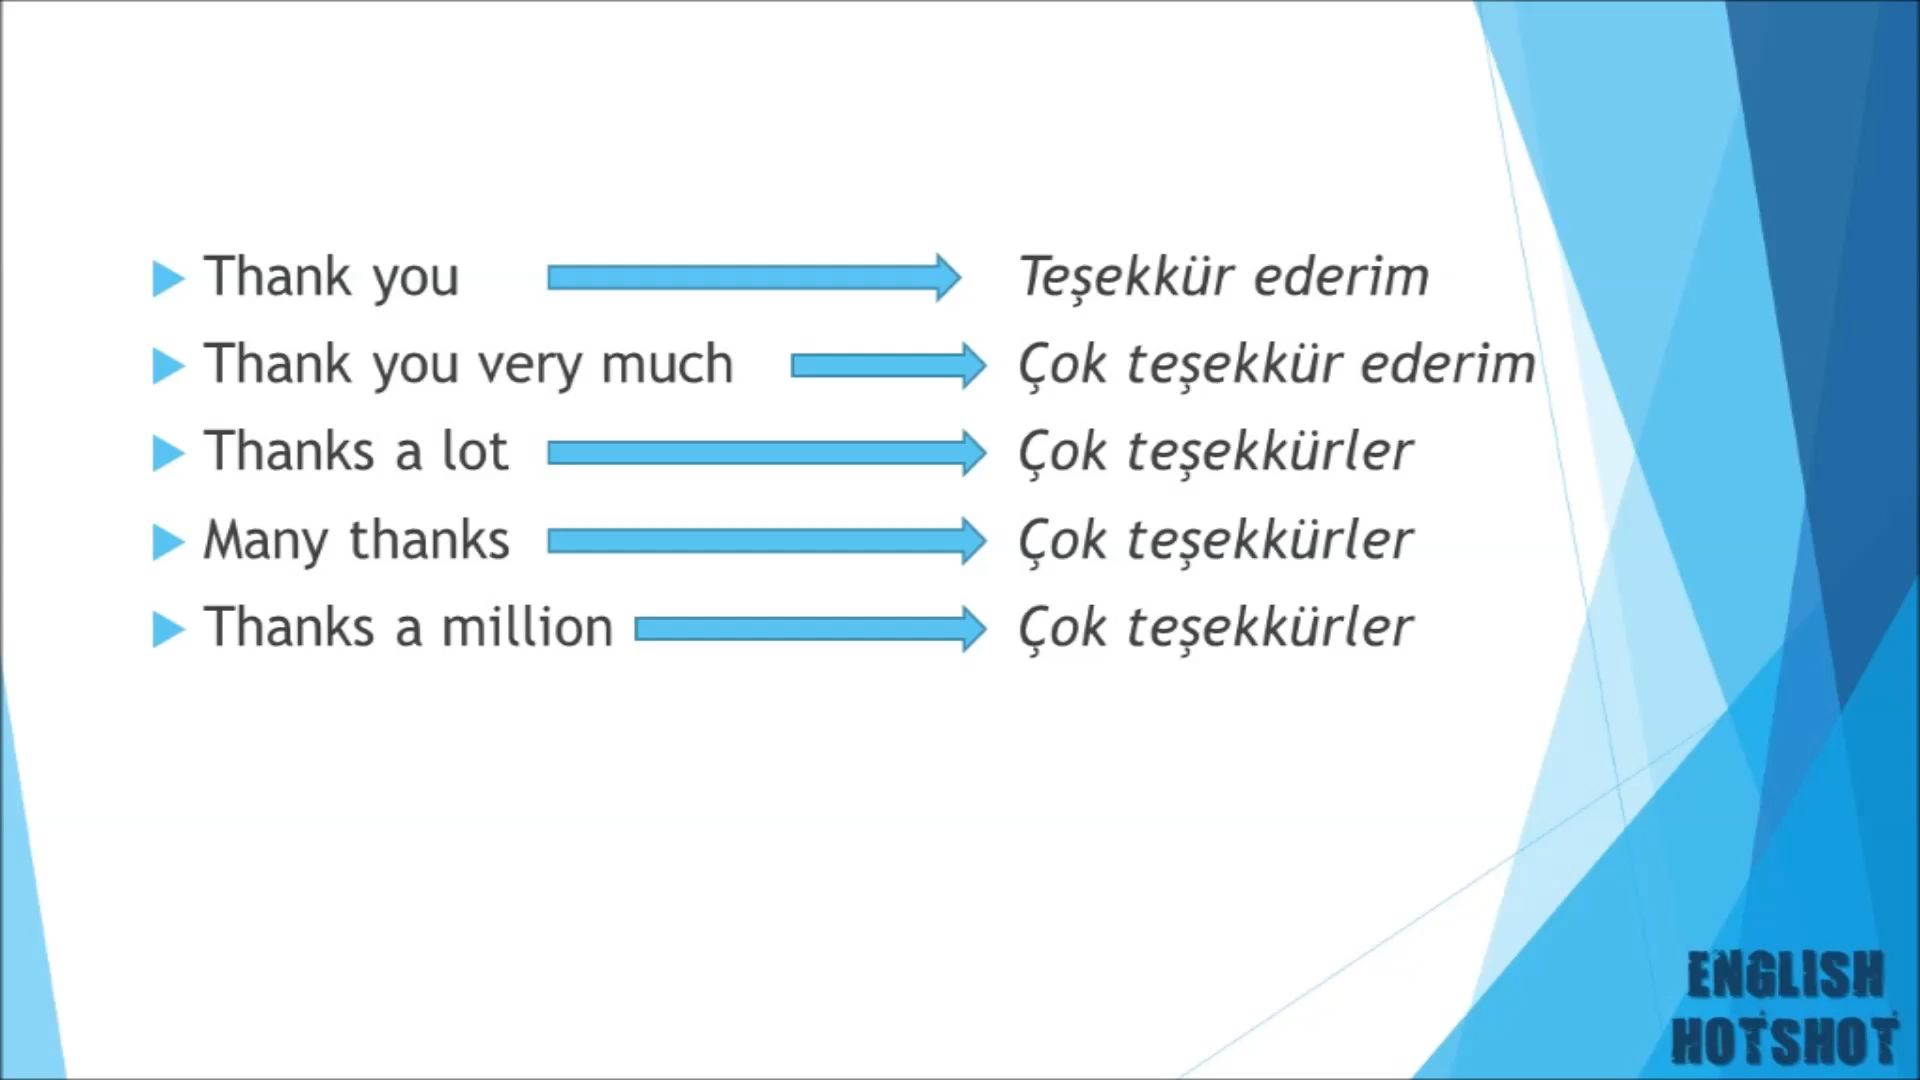 Thank you Teşekkür ederim
Thank you very much Çok teşekkür ederim
Thanks a lot Çok teşekkürler
Many thanks Çok teşekkürler
Thanks a million Çok teşekkürler
ENGLISH
HOTSHOT